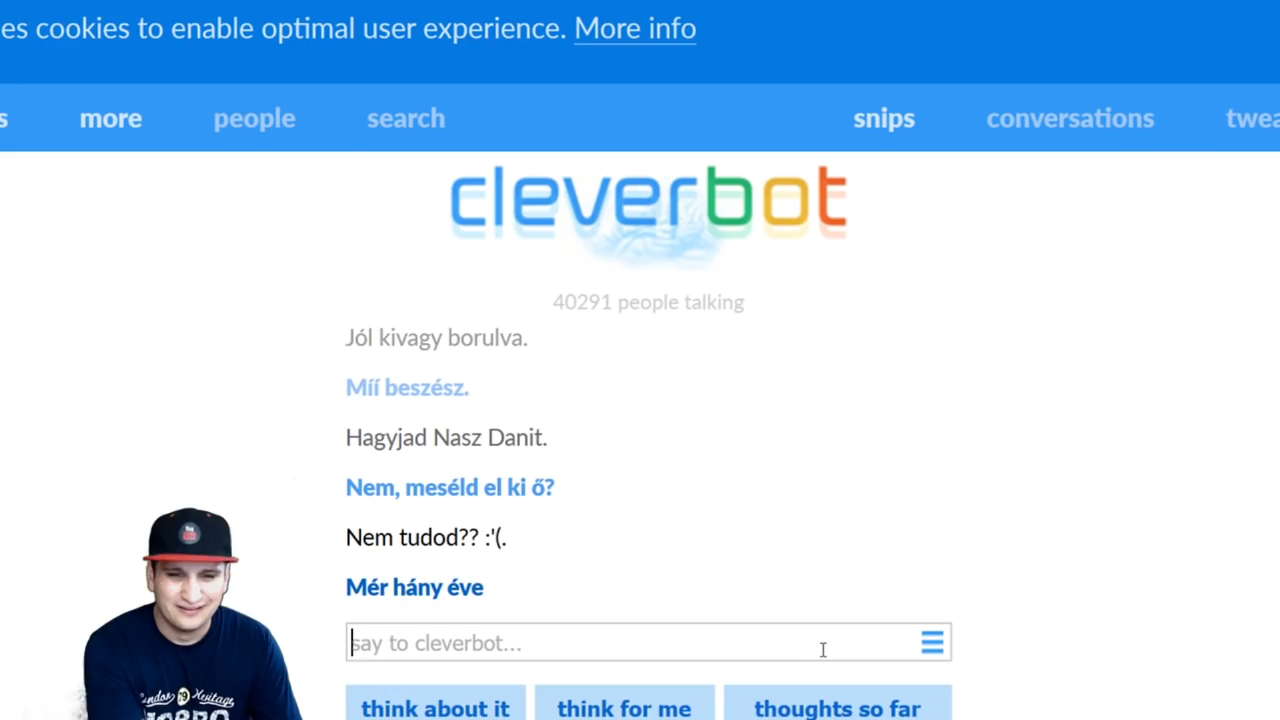 es cookies to enable optimal user experience. More info
s more people search snips conversations twea
cleverbot
40291 people talking
Jól kivagy borulva.
Míí beszész.
Hagyjad Nasz Danit.
Nem, meséld el ki ő?
Nem tudod?? :'(.
Mér hány éve
say to cleverbot...
think about it think for me thoughts so far
Heritage